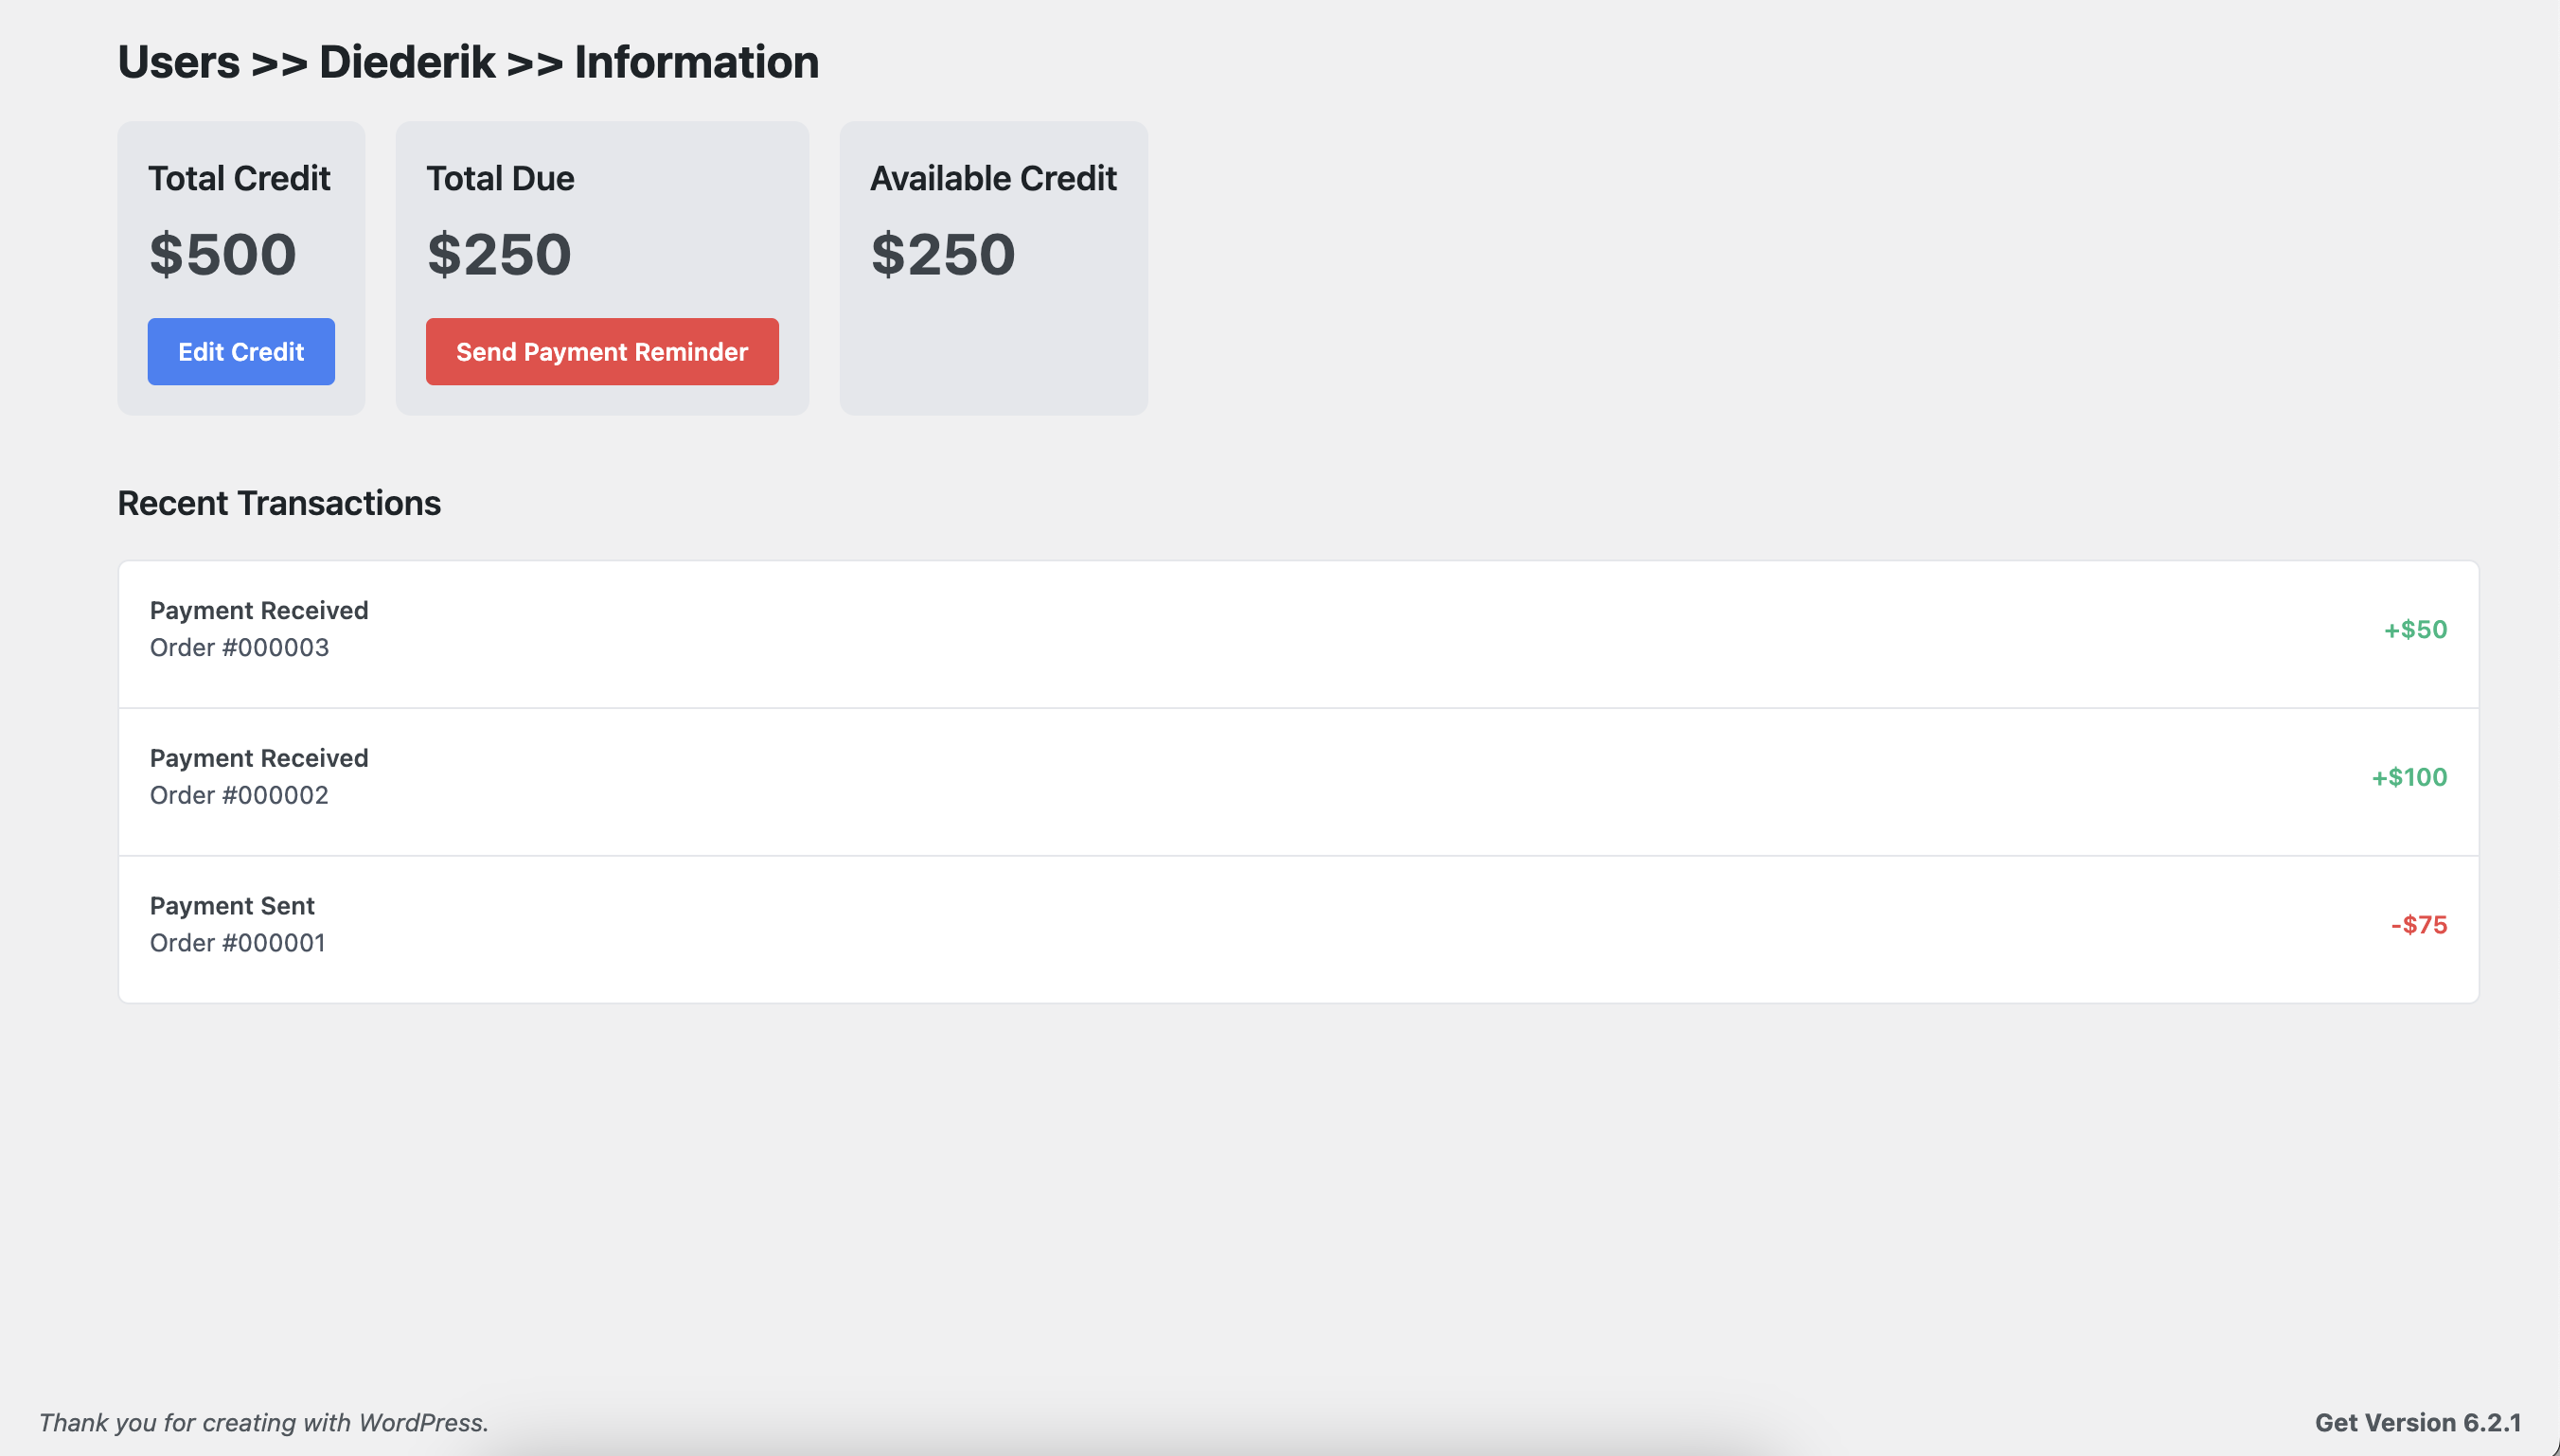 Users >> Diederik >> Information
Total Credit
$500
Edit Credit
Total Due
$250
Send Payment Reminder
Available Credit
$250
Recent Transactions
Payment Received
Order #000003
+$50
Payment Received
Order #000002
+$100
Payment Sent
Order #000001
-$75
Thank you for creating with WordPress.
Get Version 6.2.1